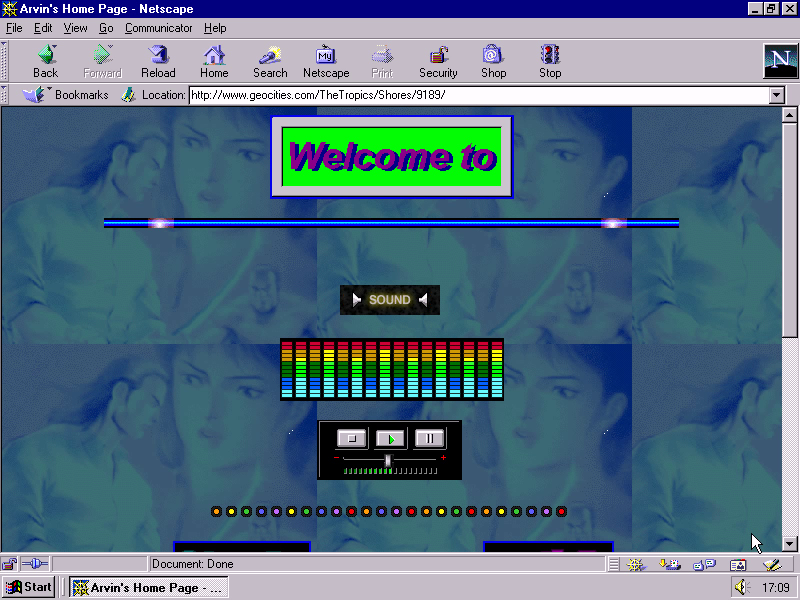 Arvin's Home Page - Netscape
File Edit View Go Communicator Help
My
N
Back Forward Reload Home Search Netscape Print Security Shop Stop
Bookmarks Location: http://www.geocities.com/TheTropics/Shores/9189/
Welcome to
SOUND
Document: Done
Start Arvin's Home Page - ... 17:09